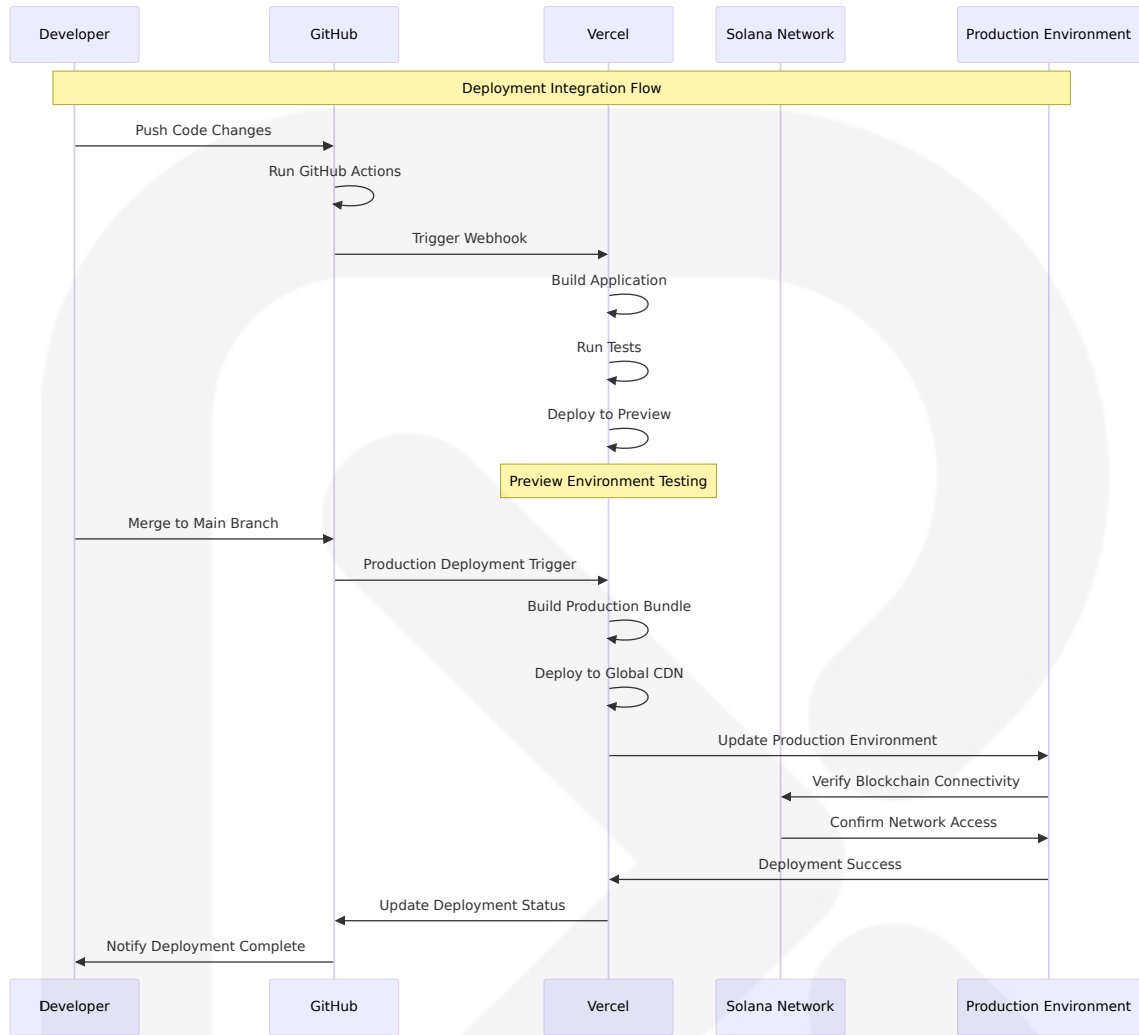 Developer
GitHub
Vercel
Solana Network
Production Environment
Deployment Integration Flow
Push Code Changes
Run GitHub Actions
Trigger Webhook
Build Application
Run Tests
Deploy to Preview
Preview Environment Testing
Merge to Main Branch
Production Deployment Trigger
Build Production Bundle
Deploy to Global CDN
Update Production Environment
Verify Blockchain Connectivity
Confirm Network Access
Deployment Success
Update Deployment Status
Notify Deployment Complete
Developer
GitHub
Vercel
Solana Network
Production Environment